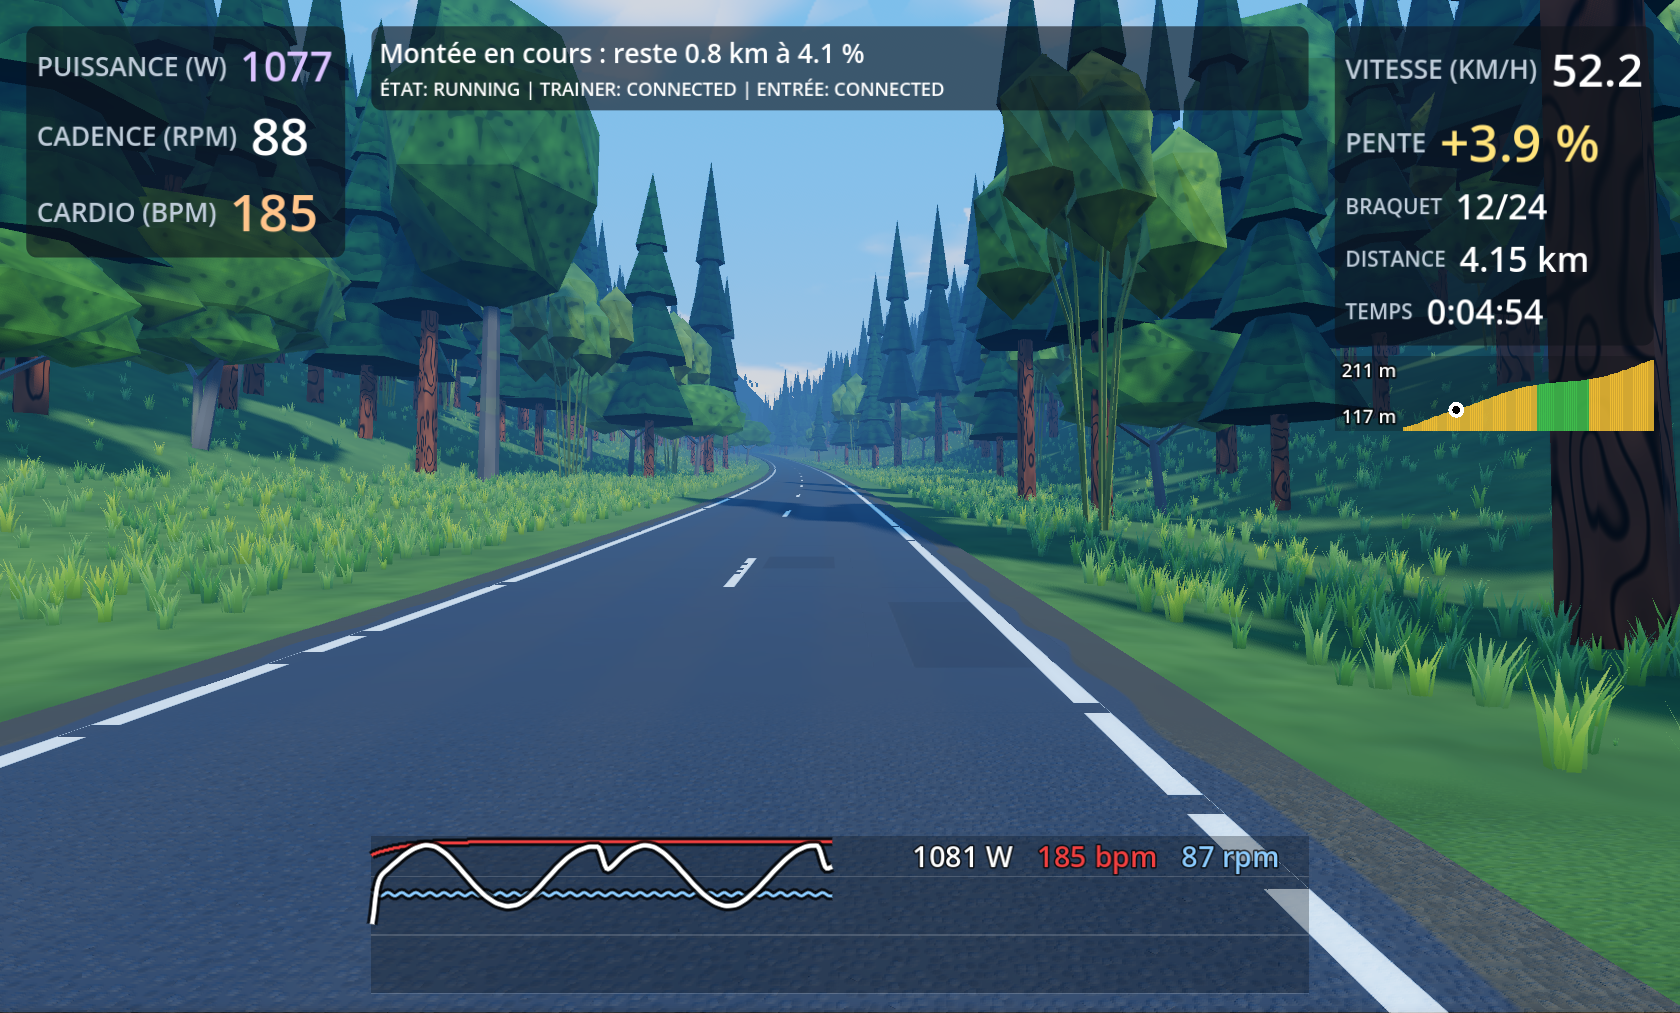 PUISSANCE (W) 1077
CADENCE (RPM) 88
CARDIO (BPM) 185
Montée en cours : reste 0.8 km à 4.1 %
ÉTAT: RUNNING | TRAINER: CONNECTED | ENTRÉE: CONNECTED
VITESSE (KM/H) 52.2
PENTE +3.9 %
BRAQUET 12/24
DISTANCE 4.15 km
TEMPS 0:04:54
211 m
117 m
1081 W 185 bpm 87 rpm